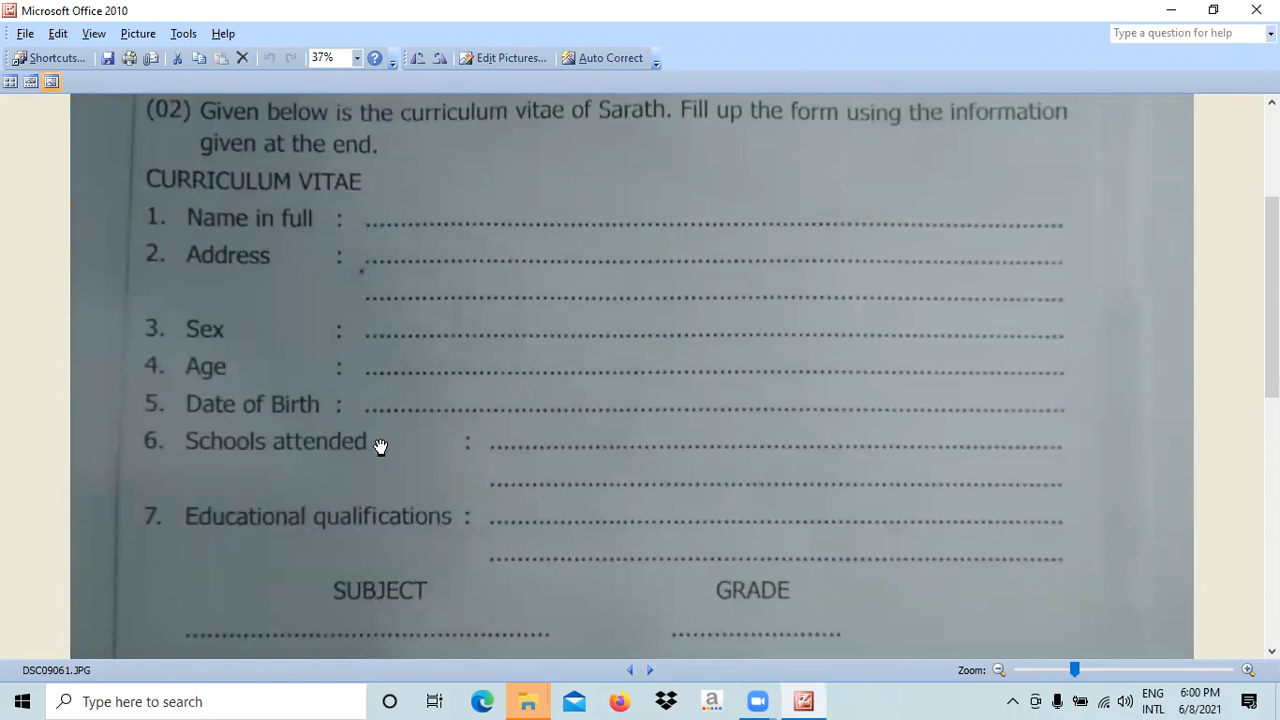 Microsoft Office 2010
File Edit View Picture Tools Help
Type a question for help
Shortcuts...
37%
Edit Pictures...
Auto Correct
(02) Given below is the curriculum vitae of Sarath. Fill up the form using the information
given at the end.
CURRICULUM VITAE
1. Name in full : ........................................
2. Address : ........................................
........................................
3. Sex : ........................................
4. Age : ........................................
5. Date of Birth : ........................................
6. Schools attended : ........................................
........................................
7. Educational qualifications : ........................................
........................................
SUBJECT GRADE
........................................ ....................
DSC09061.JPG
Zoom:
Type here to search
a
ENG
INTL
6:00 PM
6/8/2021